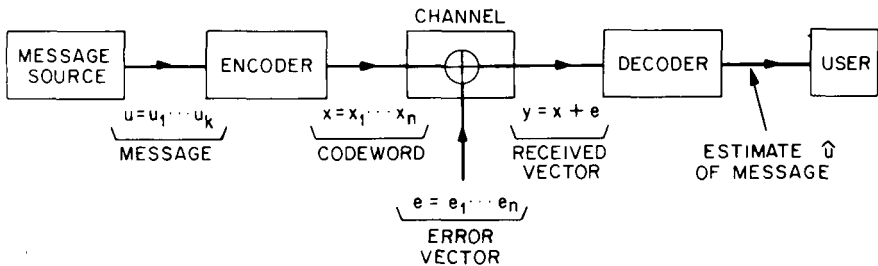 CHANNEL
MESSAGE
SOURCE
ENCODER
DECODER
USER
u = u₁ ··· uₖ
MESSAGE
x = x₁ ··· xₙ
CODEWORD
y = x + e
RECEIVED
VECTOR
ESTIMATE û
OF MESSAGE
e = e₁ ··· eₙ
ERROR
VECTOR